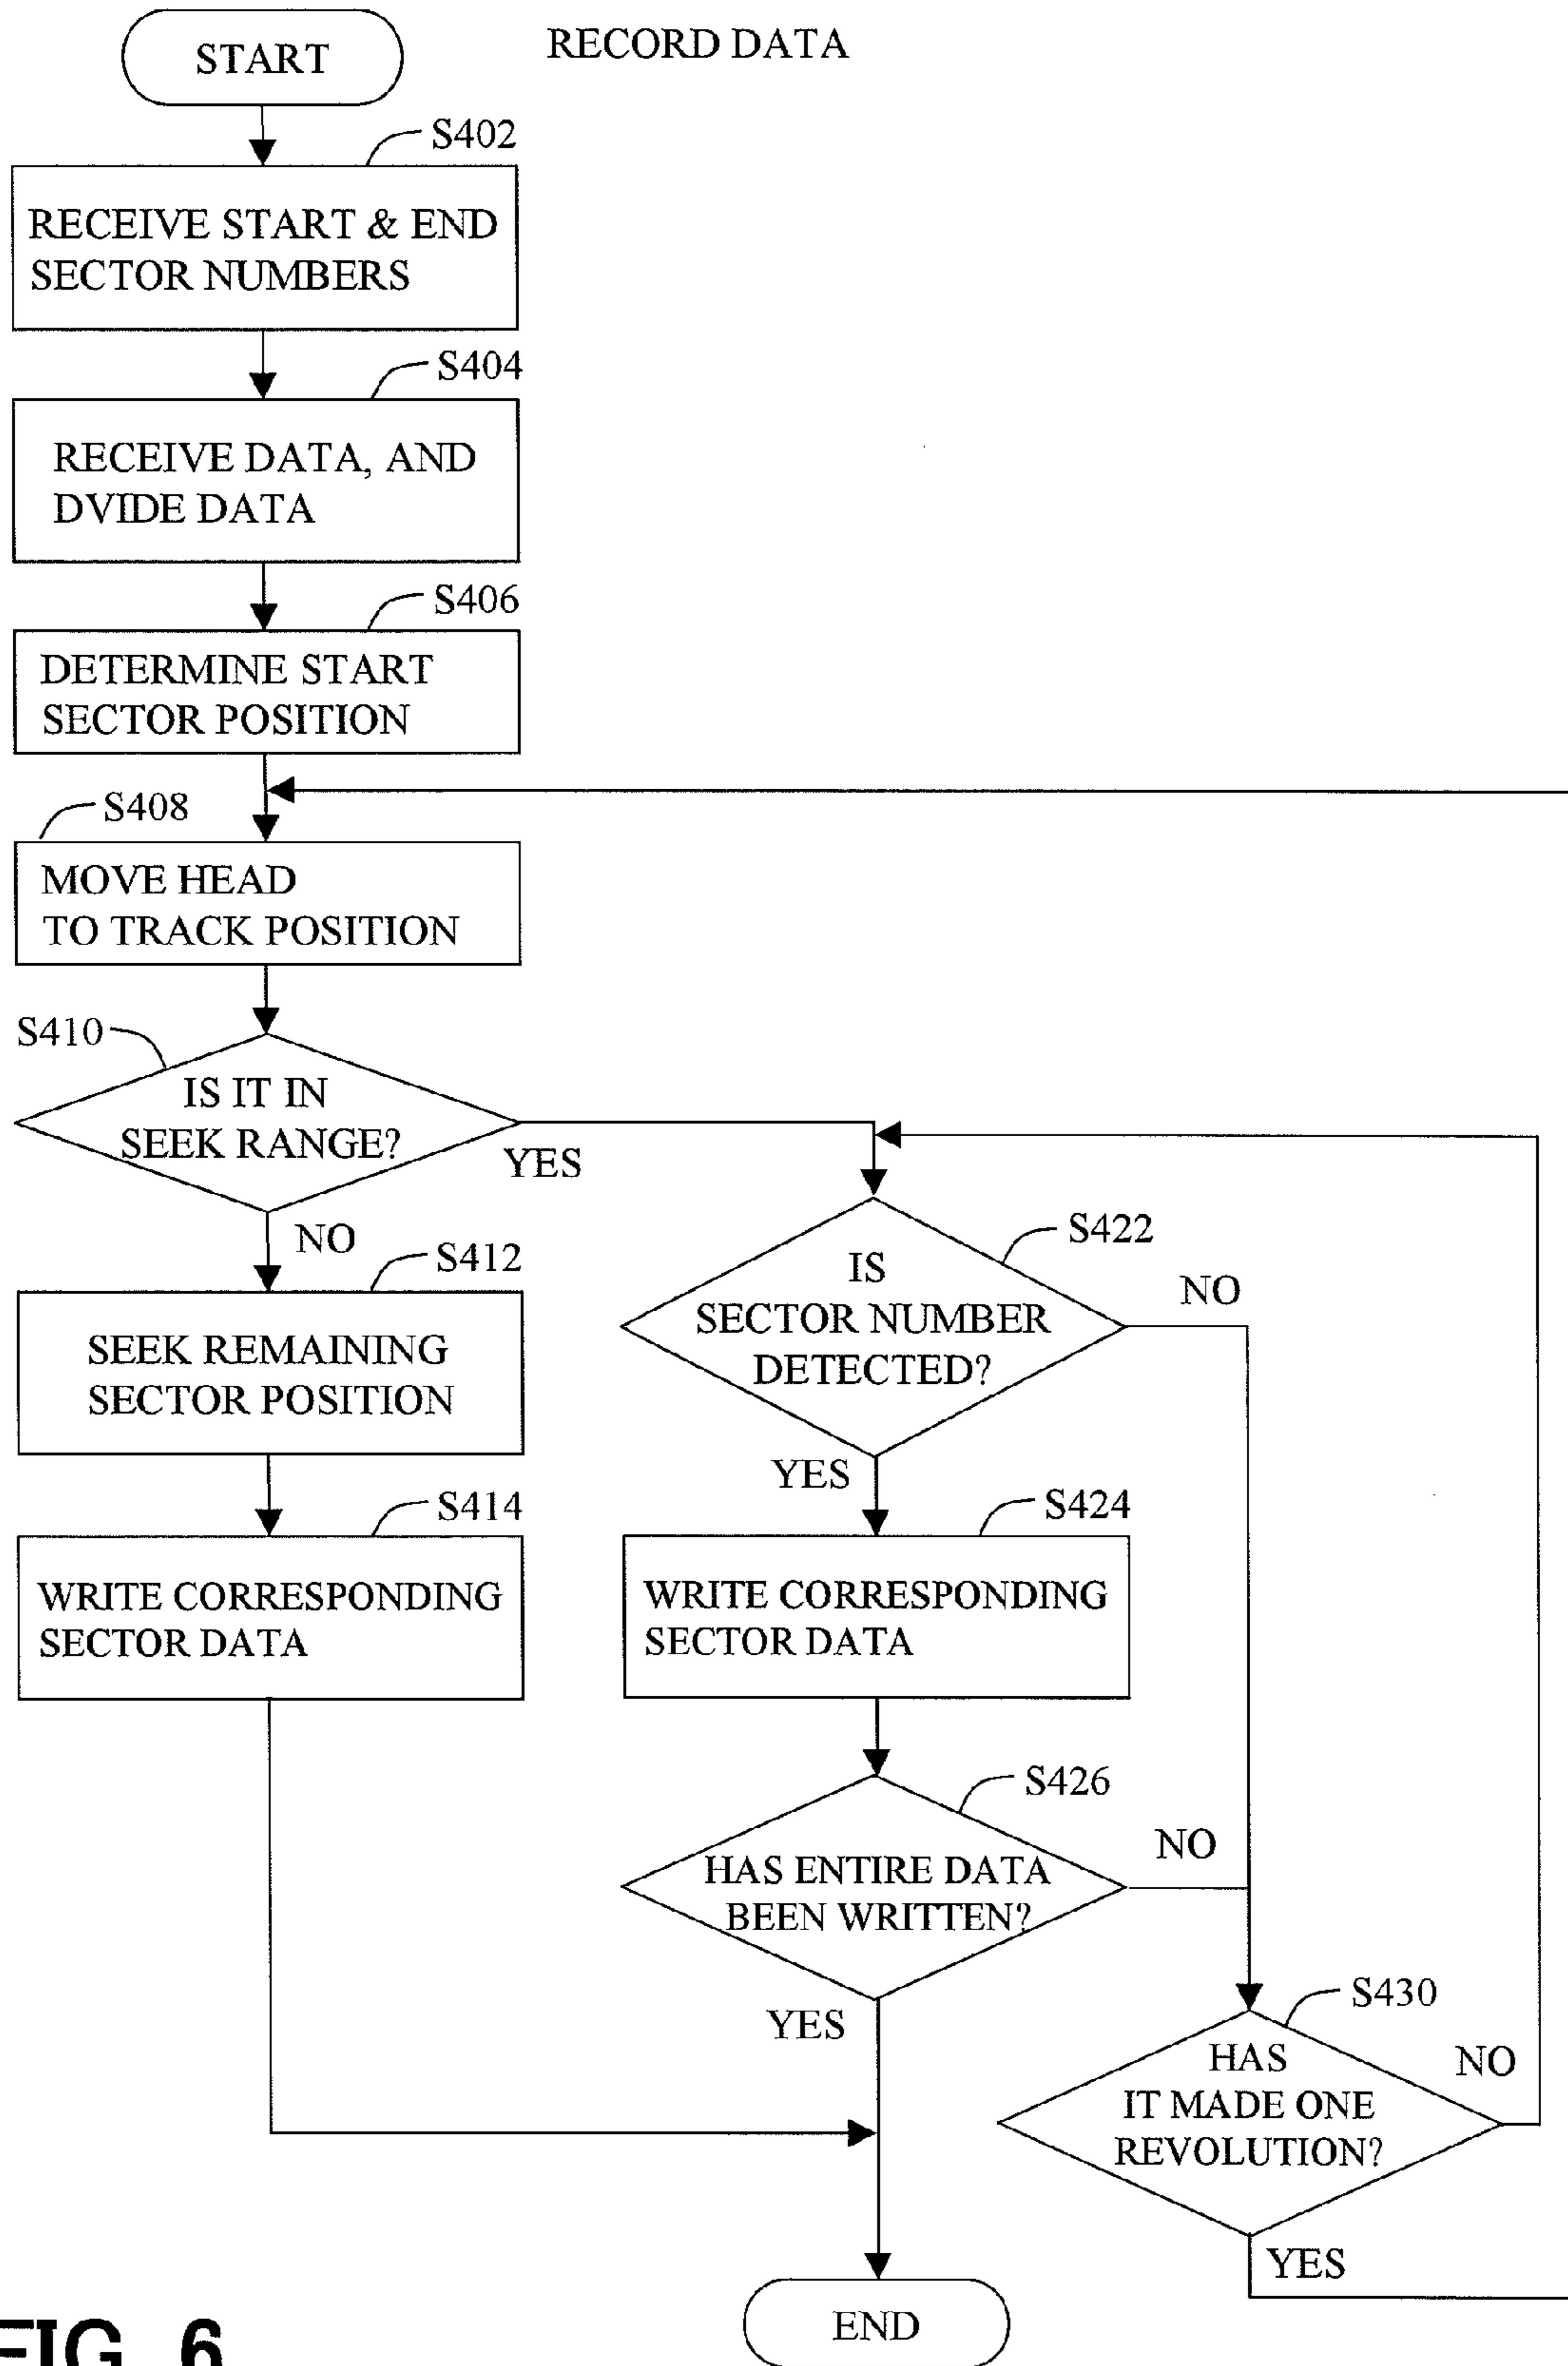 START
RECORD DATA
S402
RECEIVE START & END
SECTOR NUMBERS
S404
RECEIVE DATA, AND
DVIDE DATA
S406
DETERMINE START
SECTOR POSITION
S408
MOVE HEAD
TO TRACK POSITION
S410
IS IT IN
SEEK RANGE?
YES
NO
S412
SEEK REMAINING
SECTOR POSITION
S414
WRITE CORRESPONDING
SECTOR DATA
S422
IS
SECTOR NUMBER
DETECTED?
NO
YES
S424
WRITE CORRESPONDING
SECTOR DATA
S426
HAS ENTIRE DATA
BEEN WRITTEN?
NO
YES
S430
HAS
IT MADE ONE
REVOLUTION?
NO
YES
END
FIG. 6